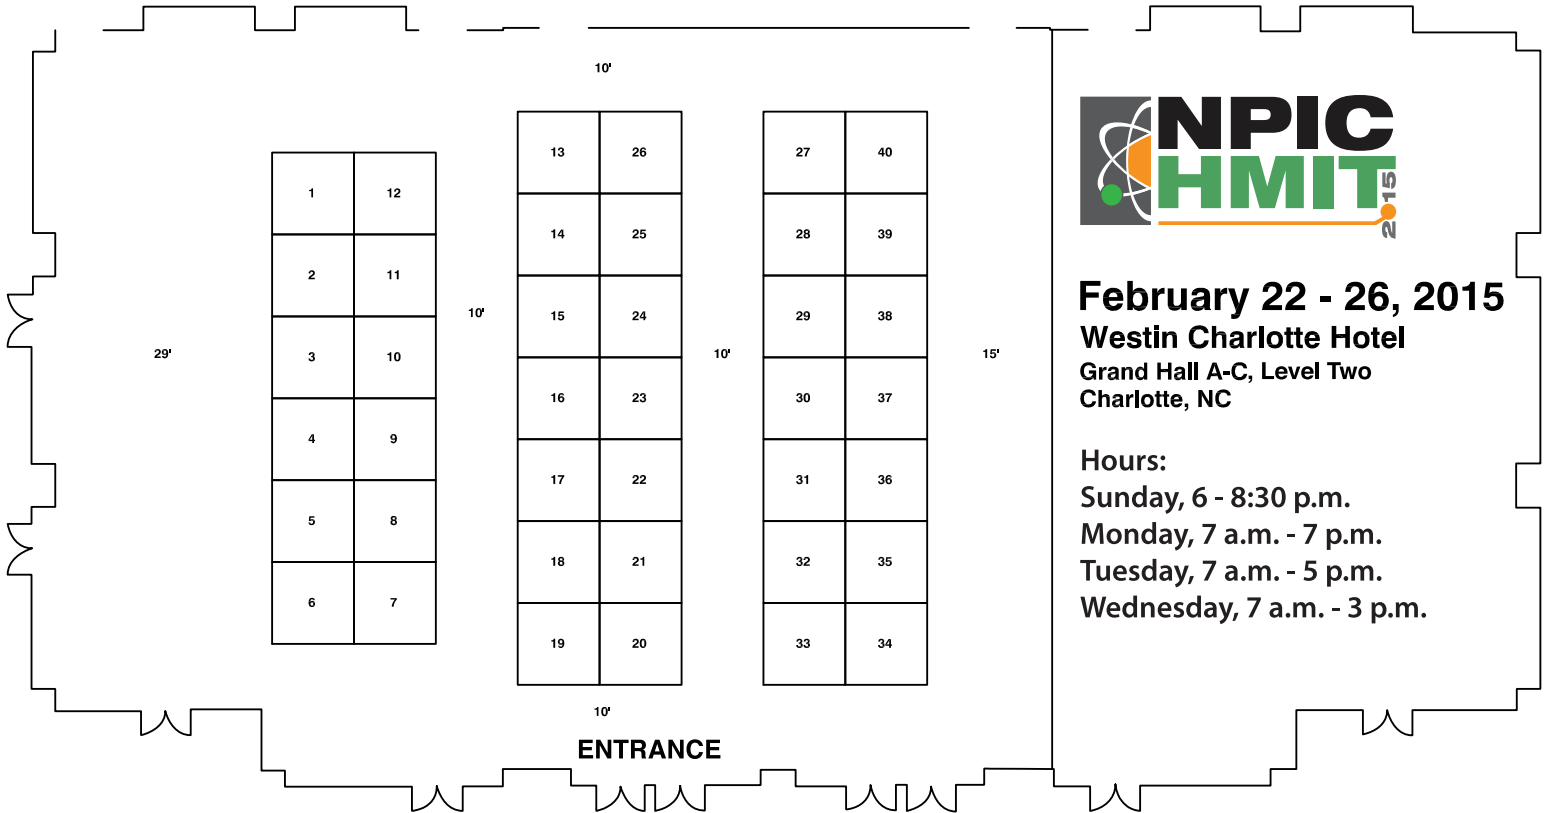 10'
13 26 27 40
1 12
14 25 28 39
2 11
10'
15 24 29 38
29'
3 10
10'
15'
16 23 30 37
4 9
17 22 31 36
5 8
18 21 32 35
6 7
19 20 33 34
10'
ENTRANCE
NPIC
HMIT
2015
February 22 - 26, 2015
Westin Charlotte Hotel
Grand Hall A-C, Level Two
Charlotte, NC
Hours:
Sunday, 6 - 8:30 p.m.
Monday, 7 a.m. - 7 p.m.
Tuesday, 7 a.m. - 5 p.m.
Wednesday, 7 a.m. - 3 p.m.